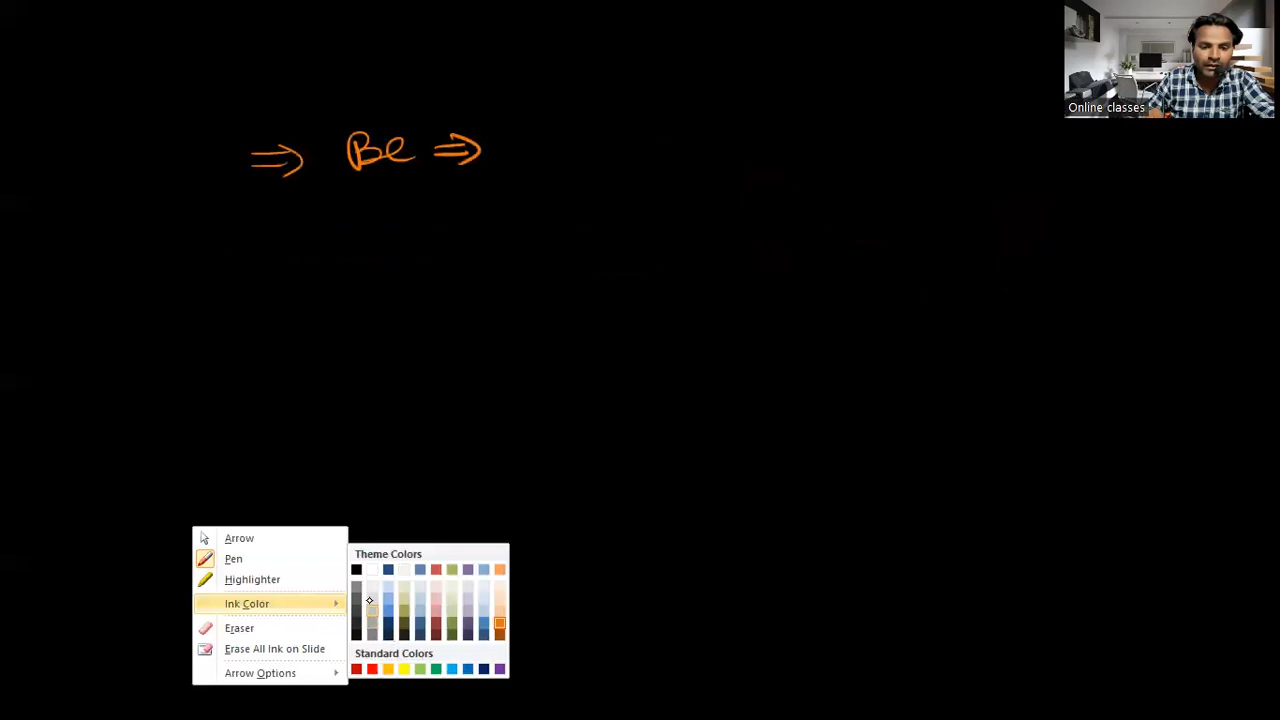 Online classes
⇒ Be ⇒
Arrow
Pen
Highlighter
Ink Color
Eraser
Erase All Ink on Slide
Arrow Options
Theme Colors
Standard Colors